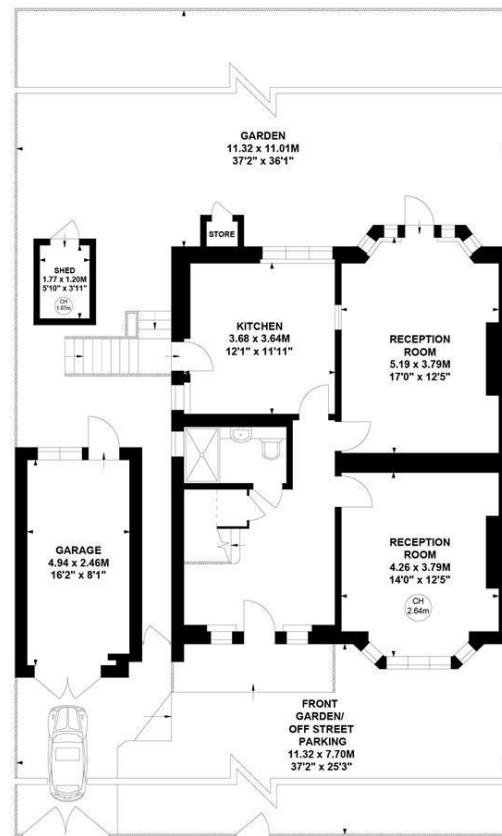 GARDEN
11.32 x 11.01M
37'2" x 36'1"
STORE
SHED
1.77 x 1.20M
5'10" x 3'11"
CH
1.87m
KITCHEN
3.68 x 3.64M
12'1" x 11'11"
RECEPTION
ROOM
5.19 x 3.79M
17'0" x 12'5"
GARAGE
4.94 x 2.46M
16'2" x 8'1"
RECEPTION
ROOM
4.26 x 3.79M
14'0" x 12'5"
CH
2.64m
FRONT
GARDEN/
OFF STREET
PARKING
11.32 x 7.70M
37'2" x 25'3"